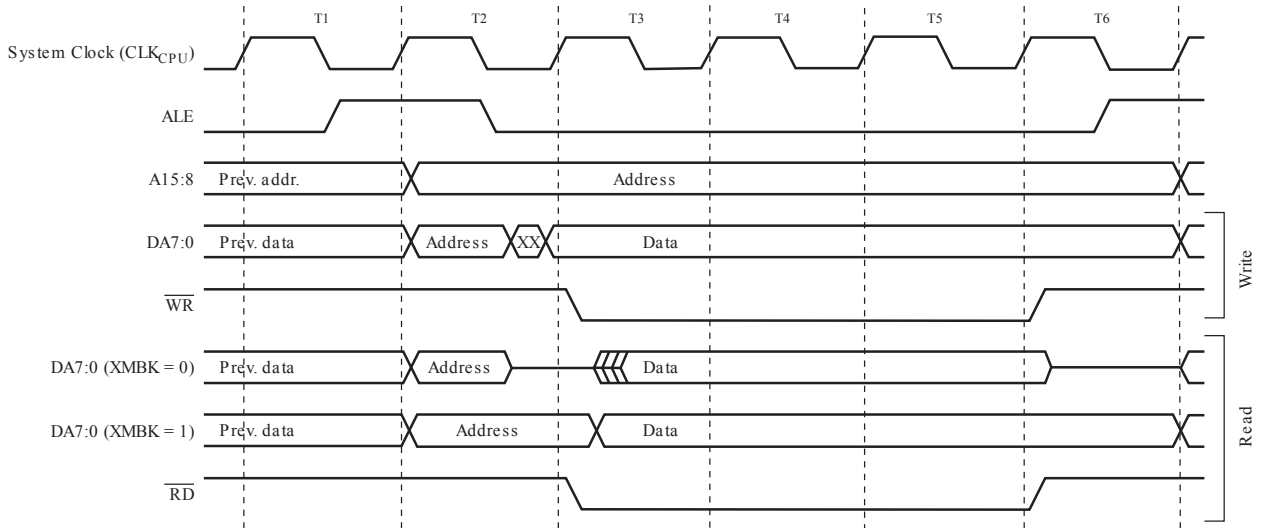 T1 T2 T3 T4 T5 T6
System Clock (CLKCPU)
ALE
A15:8 Prev. addr. Address
DA7:0 Prev. data Address XX Data
WR
Write
DA7:0 (XMBK = 0) Prev. data Address Data
DA7:0 (XMBK = 1) Prev. data Address Data
RD
Read